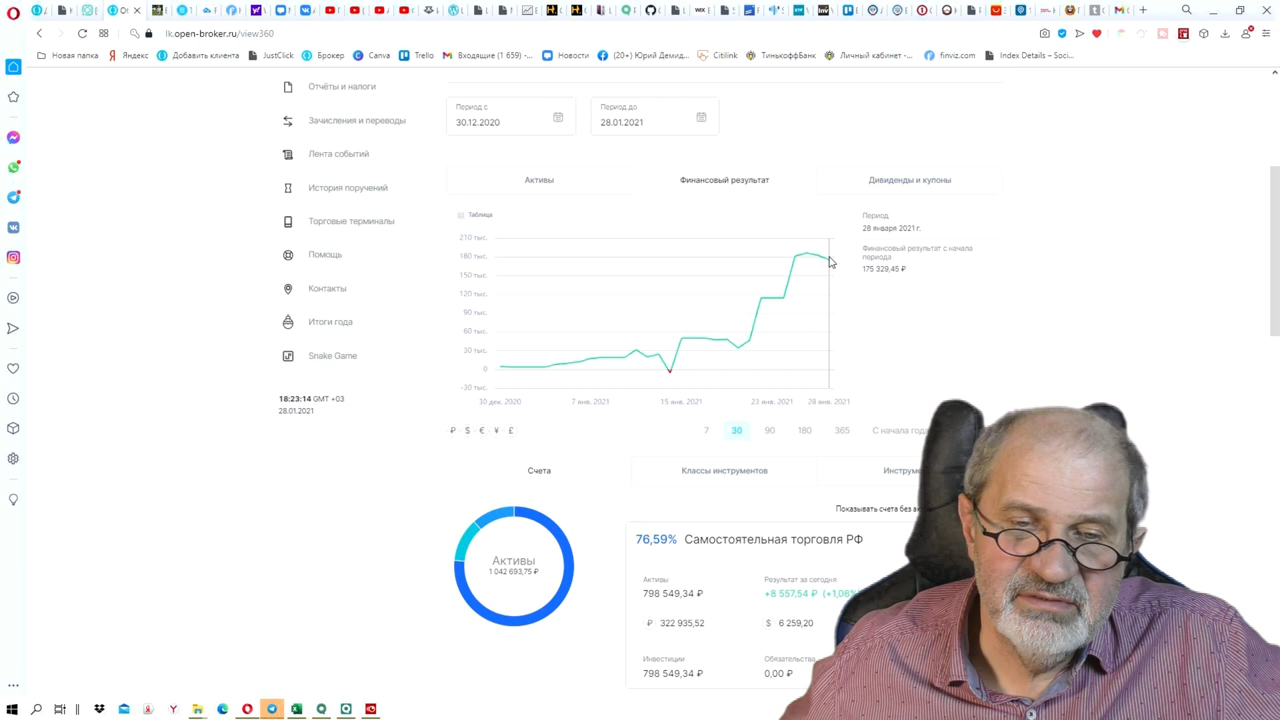 lk.open-broker.ru/view360
Новая папка
Яндекс
Добавить клиента
JustClick
Брокер
Canva
Trello
Входящие (1 659) -...
Новости
(20+) Юрий Демид...
Citilink
ТинькоффБанк
Личный кабинет -...
finviz.com
Index Details – Soci...
Отчёты и налоги
Зачисления и переводы
Лента событий
История поручений
Торговые терминалы
Помощь
Контакты
Итоги года
Snake Game
18:23:14 GMT +03
28.01.2021
Период с
30.12.2020
Период до
28.01.2021
Активы
Финансовый результат
Дивиденды и купоны
Таблица
210 тыс.
180 тыс.
150 тыс.
120 тыс.
90 тыс.
60 тыс.
30 тыс.
0
-30 тыс.
30 дек. 2020
7 янв. 2021
15 янв. 2021
23 янв. 2021
28 янв. 2021
Период
28 января 2021 г.
Финансовый результат с начала
периода
175 329,45 ₽
₽ $ € ¥ £
7 30 90 180 365 С начала года
Счета
Классы инструментов
Показывать счета без
Активы
1 042 693,75 ₽
76,59% Самостоятельная торговля РФ
Активы
798 549,34 ₽
Результат за сегодня
+8 557,54 ₽ (+1,08%
₽ 322 935,52
$ 6 259,20
Инвестиции
798 549,34 ₽
Обязательства
0,00 ₽